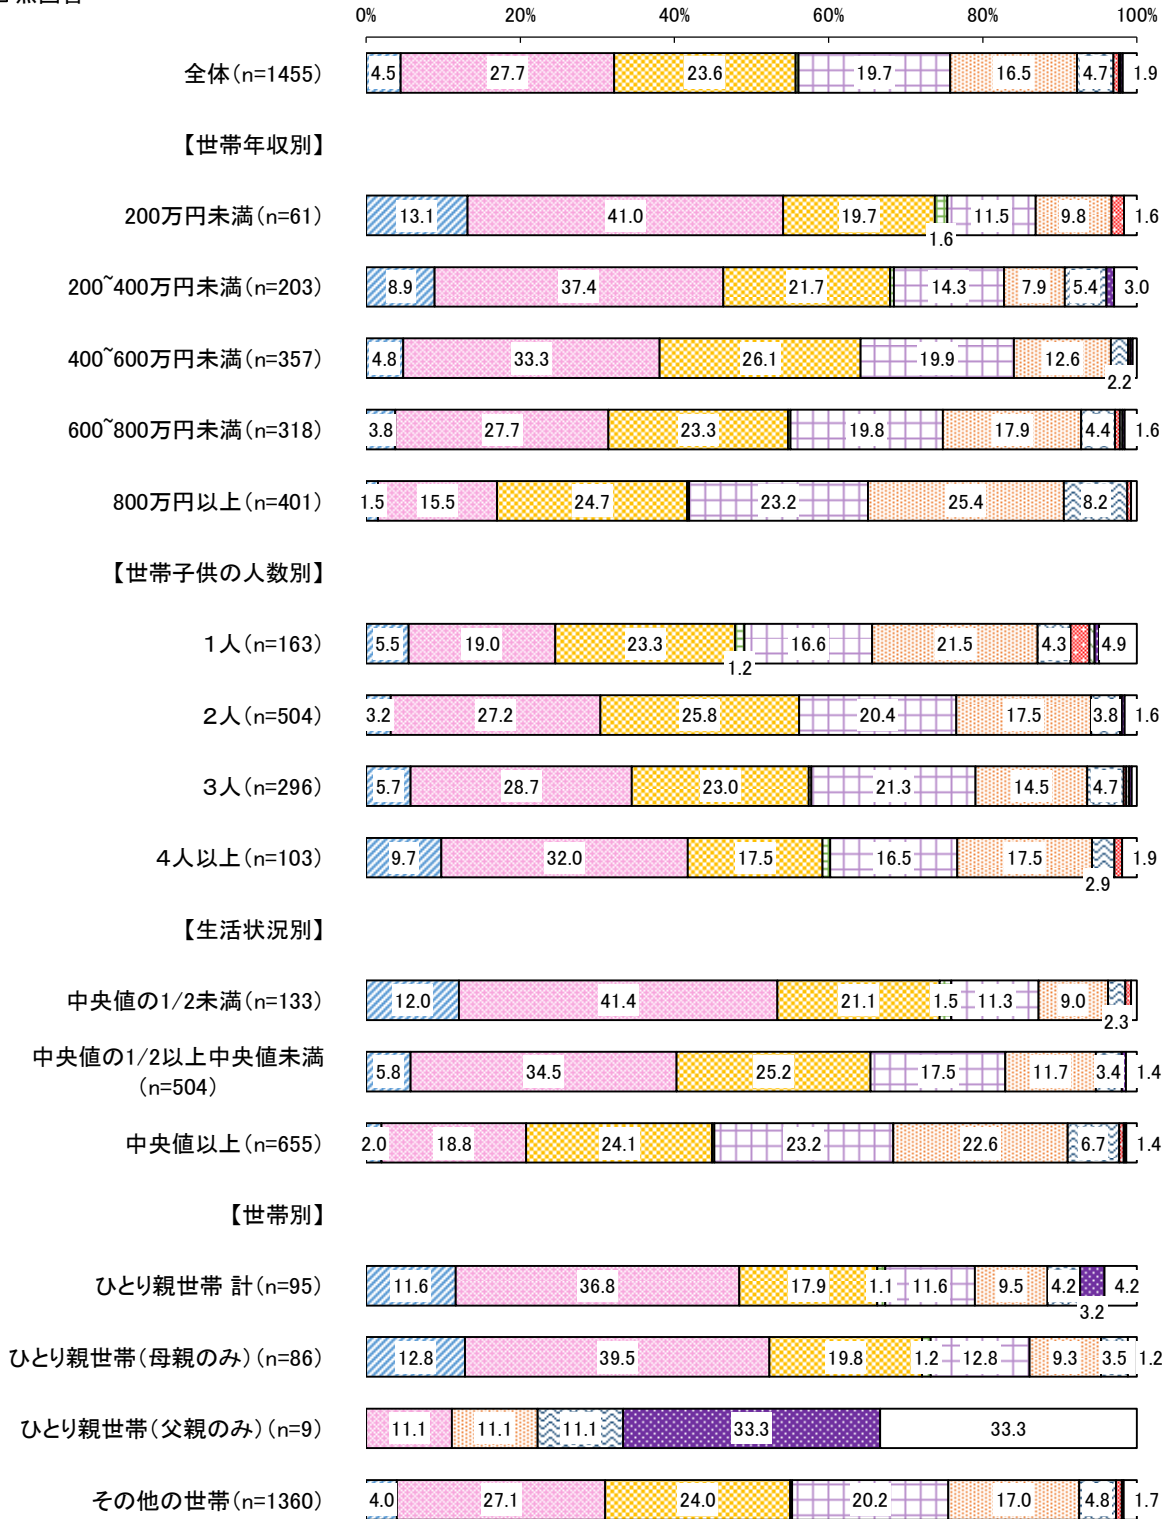 0% 20% 40% 60% 80% 100%
全体(n=1455) 4.5 27.7 23.6 19.7 16.5 4.7 1.9
【世帯年収別】
200万円未満(n=61) 13.1 41.0 19.7 1.6 11.5 9.8 1.6
200~400万円未満(n=203) 8.9 37.4 21.7 14.3 7.9 5.4 3.0
400~600万円未満(n=357) 4.8 33.3 26.1 19.9 12.6 2.2
600~800万円未満(n=318) 3.8 27.7 23.3 19.8 17.9 4.4 1.6
800万円以上(n=401) 1.5 15.5 24.7 23.2 25.4 8.2
【世帯子供の人数別】
1人(n=163) 5.5 19.0 23.3 1.2 16.6 21.5 4.3 4.9
2人(n=504) 3.2 27.2 25.8 20.4 17.5 3.8 1.6
3人(n=296) 5.7 28.7 23.0 21.3 14.5 4.7
4人以上(n=103) 9.7 32.0 17.5 16.5 17.5 2.9 1.9
【生活状況別】
中央値の1/2未満(n=133) 12.0 41.4 21.1 1.5 11.3 9.0 2.3
中央値の1/2以上中央値未満
(n=504) 5.8 34.5 25.2 17.5 11.7 3.4 1.4
中央値以上(n=655) 2.0 18.8 24.1 23.2 22.6 6.7 1.4
【世帯別】
ひとり親世帯 計(n=95) 11.6 36.8 17.9 1.1 11.6 9.5 4.2 3.2 4.2
ひとり親世帯(母親のみ)(n=86) 12.8 39.5 19.8 1.2 12.8 9.3 3.5 1.2
ひとり親世帯(父親のみ)(n=9) 11.1 11.1 11.1 33.3 33.3
その他の世帯(n=1360) 4.0 27.1 24.0 20.2 17.0 4.8 1.7